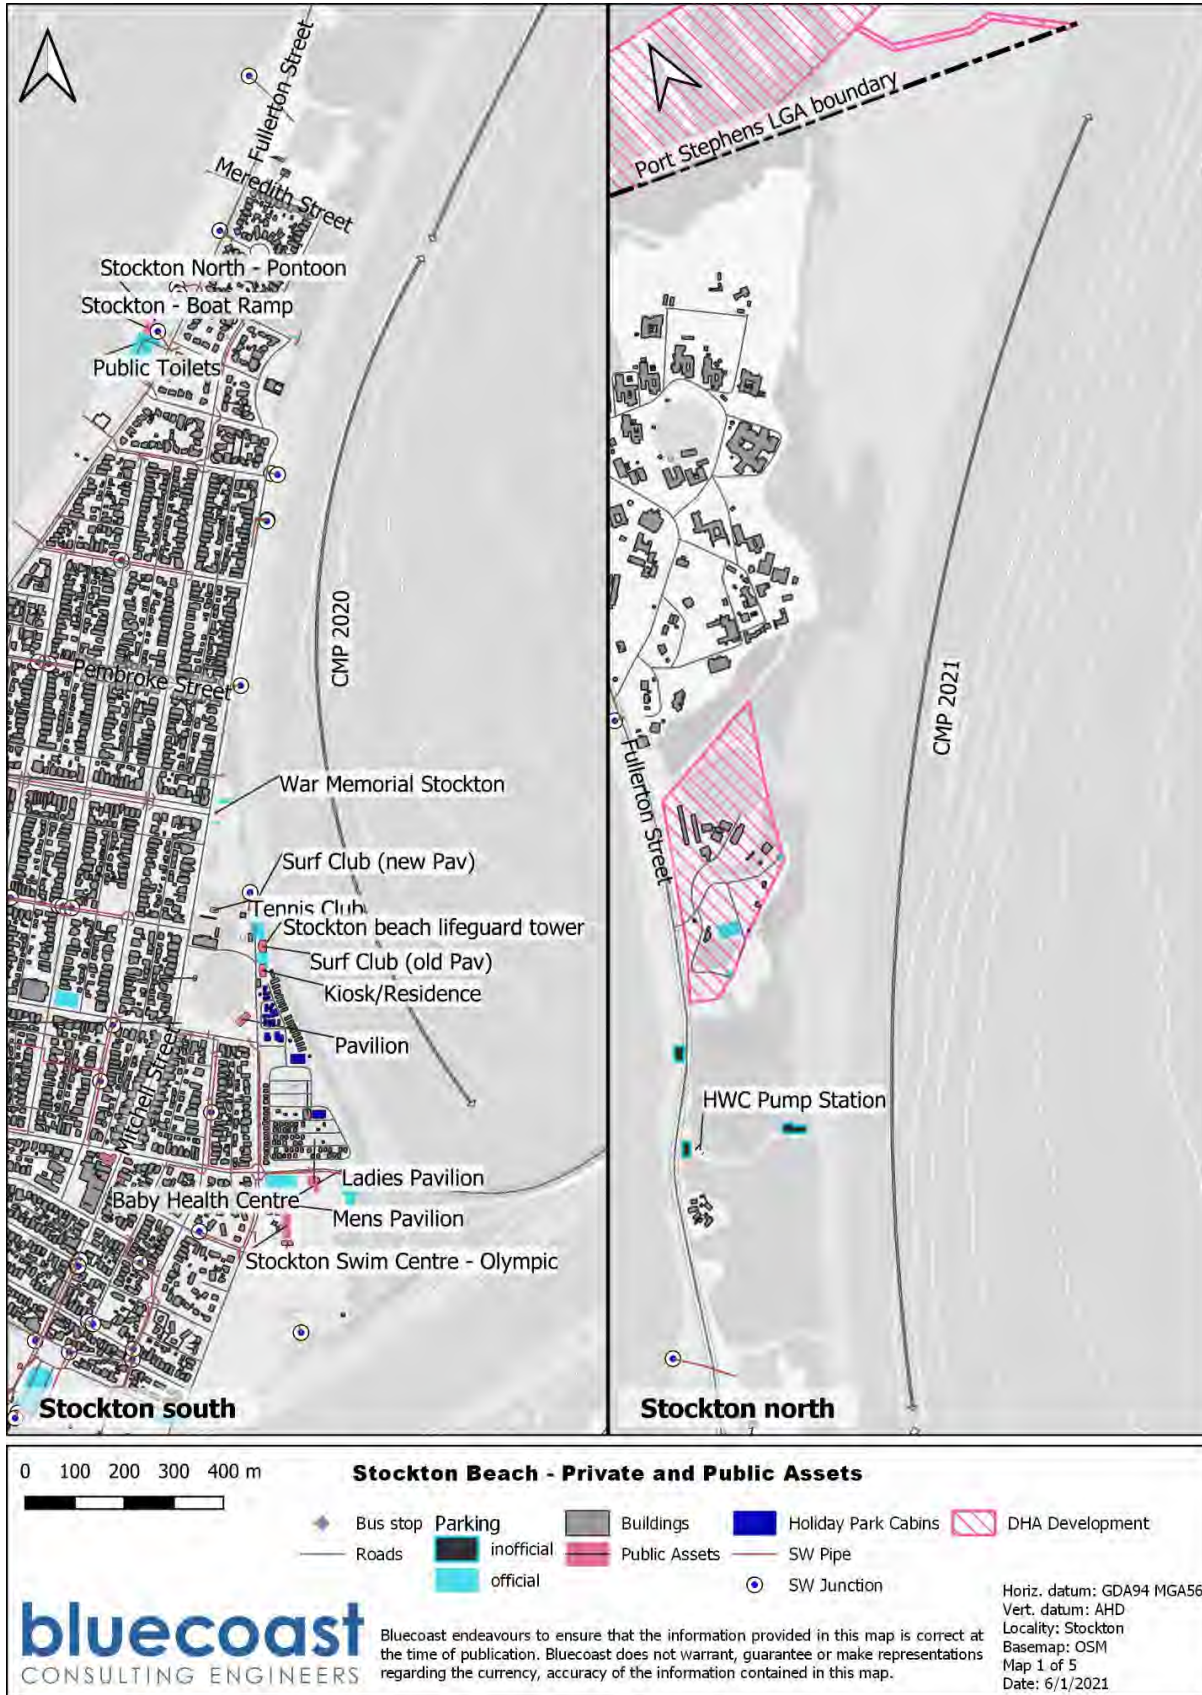 Fullerton Street
Meredith Street
Stockton North - Pontoon
Stockton - Boat Ramp
Public Toilets
CMP 2020
Pembroke Street
War Memorial Stockton
Surf Club (new Pav)
Tennis Club
Stockton beach lifeguard tower
Surf Club (old Pav)
Kiosk/Residence
Pavilion
Mitchell Street
Ladies Pavilion
Baby Health Centre
Mens Pavilion
Stockton Swim Centre - Olympic
Stockton south
Port Stephens LGA boundary
CMP 2021
Fullerton Street
HWC Pump Station
Stockton north
0 100 200 300 400 m
Stockton Beach - Private and Public Assets
Bus stop
Roads
Parking
inofficial
official
Buildings
Public Assets
Holiday Park Cabins
SW Pipe
SW Junction
DHA Development
bluecoast
CONSULTING ENGINEERS
Bluecoast endeavours to ensure that the information provided in this map is correct at
the time of publication. Bluecoast does not warrant, guarantee or make representations
regarding the currency, accuracy of the information contained in this map.
Horiz. datum: GDA94 MGA56
Vert. datum: AHD
Locality: Stockton
Basemap: OSM
Map 1 of 5
Date: 6/1/2021